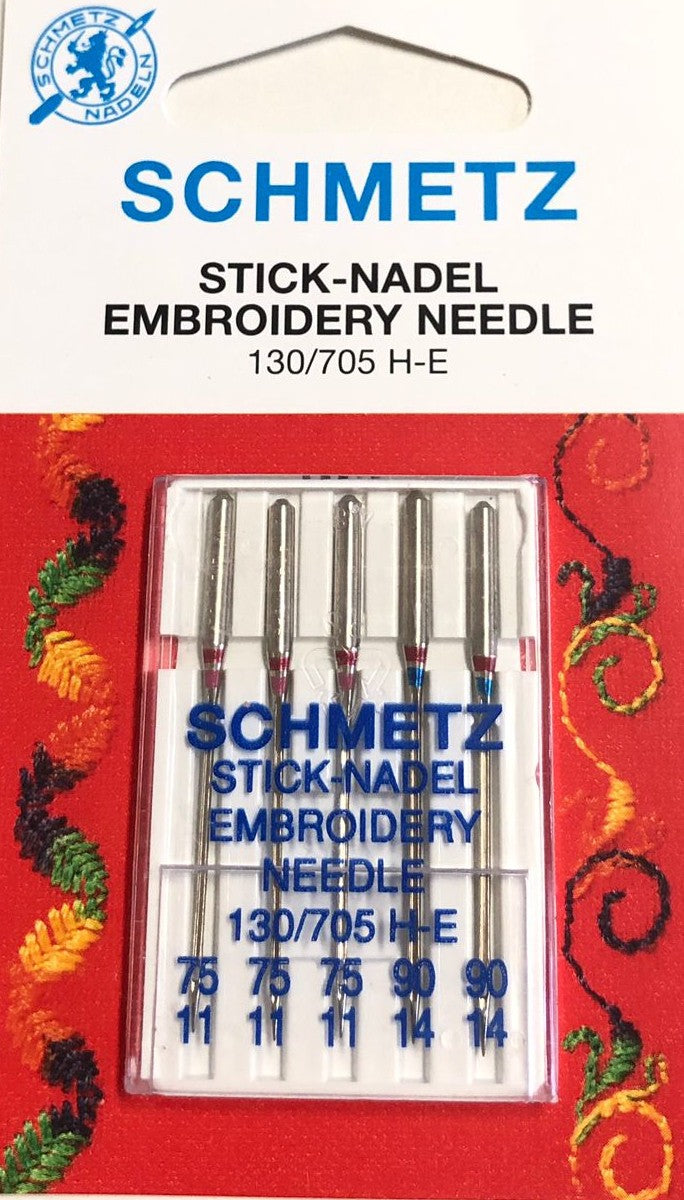 SCHMETZ
NADELN
SCHMETZ
STICK-NADEL
EMBROIDERY NEEDLE
130/705 H-E
SCHMETZ
STICK-NADEL
EMBROIDERY
NEEDLE
130/705 H-E
75 75 75 90 90
11 11 11 14 14